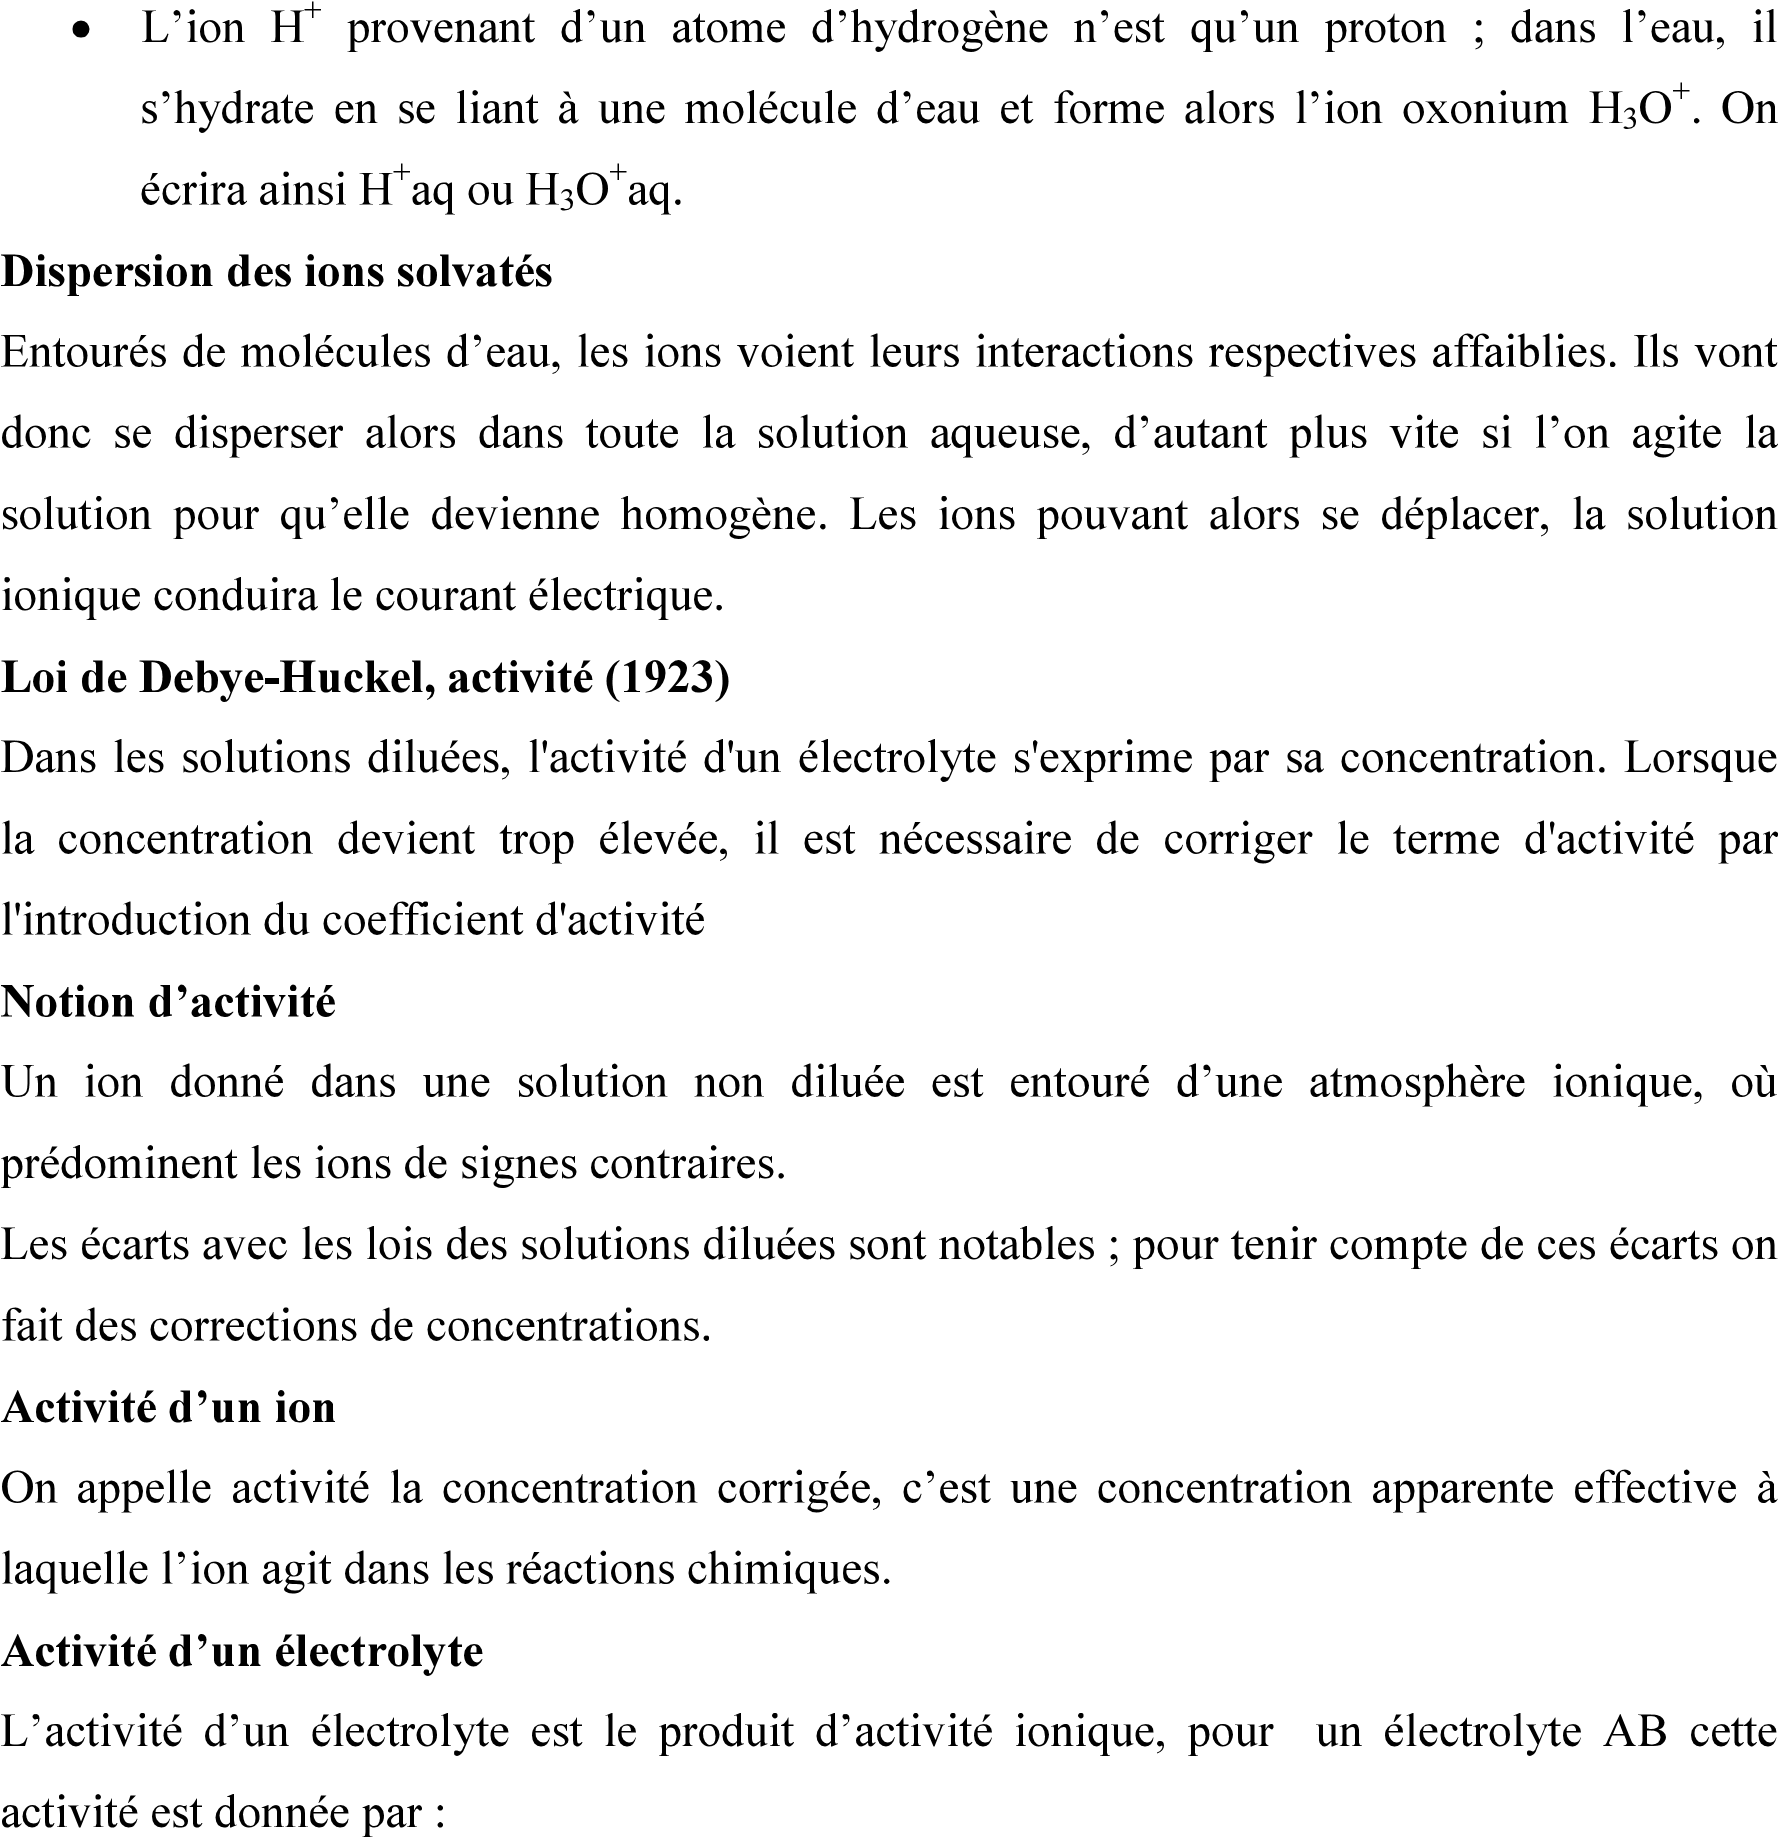 • L’ion H⁺ provenant d’un atome d’hydrogène n’est qu’un proton ; dans l’eau, il
s’hydrate en se liant à une molécule d’eau et forme alors l’ion oxonium H₃O⁺. On
écrira ainsi H⁺aq ou H₃O⁺aq.
Dispersion des ions solvatés
Entourés de molécules d’eau, les ions voient leurs interactions respectives affaiblies. Ils vont
donc se disperser alors dans toute la solution aqueuse, d’autant plus vite si l’on agite la
solution pour qu’elle devienne homogène. Les ions pouvant alors se déplacer, la solution
ionique conduira le courant électrique.
Loi de Debye-Huckel, activité (1923)
Dans les solutions diluées, l'activité d'un électrolyte s'exprime par sa concentration. Lorsque
la concentration devient trop élevée, il est nécessaire de corriger le terme d'activité par
l'introduction du coefficient d'activité
Notion d’activité
Un ion donné dans une solution non diluée est entouré d’une atmosphère ionique, où
prédominent les ions de signes contraires.
Les écarts avec les lois des solutions diluées sont notables ; pour tenir compte de ces écarts on
fait des corrections de concentrations.
Activité d’un ion
On appelle activité la concentration corrigée, c’est une concentration apparente effective à
laquelle l’ion agit dans les réactions chimiques.
Activité d’un électrolyte
L’activité d’un électrolyte est le produit d’activité ionique, pour un électrolyte AB cette
activité est donnée par :